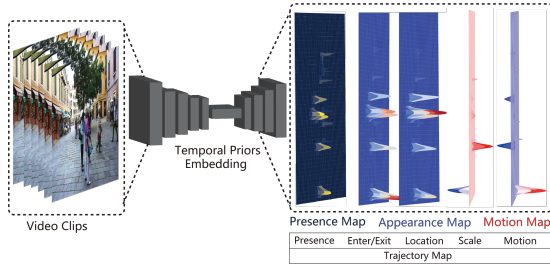 Temporal Priors
Embedding
Video Clips
Presence Map Appearance Map Motion Map
Presence Enter/Exit Location Scale Motion
Trajectory Map